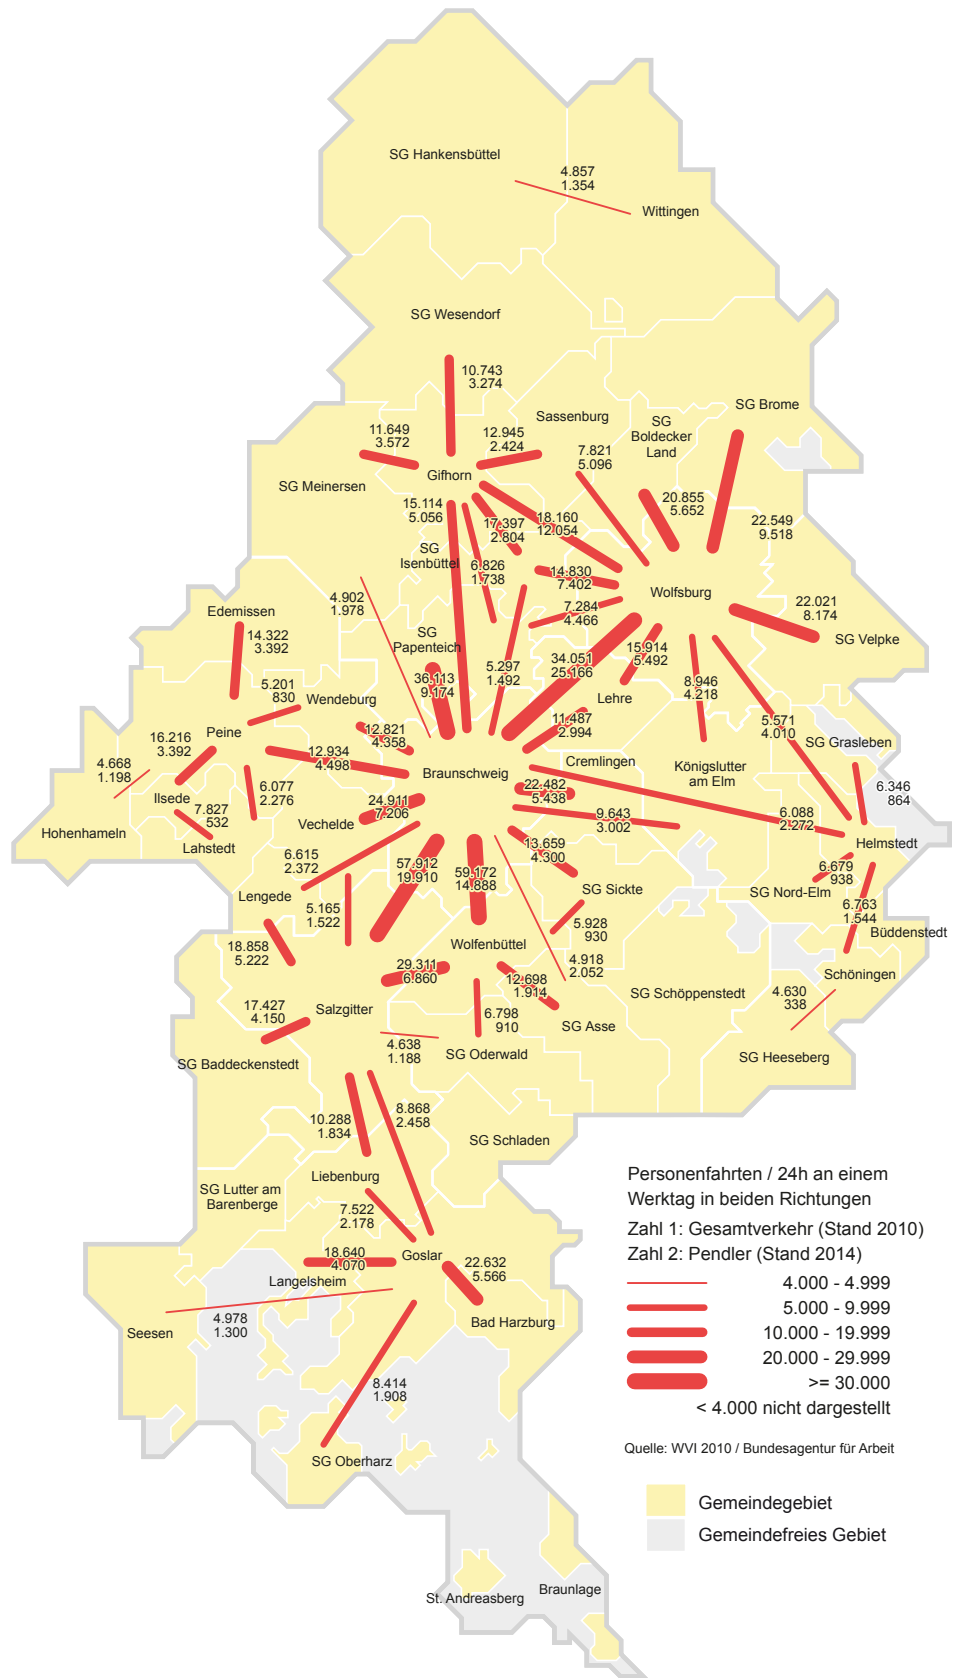 SG Hankensbüttel
4.857
1.354
Wittingen
SG Wesendorf
10.743
3.274
SG Brome
Sassenburg
SG
Boldecker
Land
11.649
3.572
12.945
2.424
7.821
5.096
Gifhorn
SG Meinersen
20.855
5.652
15.114
5.056
17.397
2.804
18.160
12.054
22.549
9.518
SG
Isenbüttel
6.826
1.738
14.830
7.402
Wolfsburg
4.902
1.978
7.284
4.466
22.021
8.174
Edemissen
14.322
3.392
SG
Papenteich
SG Velpke
36.113
9.174
5.297
1.492
34.051
25.166
15.914
5.492
8.946
4.218
5.201
830
Wendeburg
Lehre
5.571
4.010
Peine
12.821
4.358
11.487
2.994
SG Grasleben
16.216
3.392
12.934
4.498
Braunschweig
Cremlingen
Königslutter
am Elm
4.668
1.198
6.077
2.276
22.482
5.438
6.346
864
Ilsede
7.827
532
24.911
7.206
9.643
3.002
6.088
2.272
Hohenhameln
Vechelde
Helmstedt
Lahstedt
6.615
2.372
57.912
19.910
59.172
14.888
13.659
4.300
6.679
938
SG Sickte
SG Nord-Elm
Lengede
5.165
1.522
5.928
930
6.763
1.544
Büddenstedt
18.858
5.222
Wolfenbüttel
4.918
2.052
29.311
6.860
12.698
1.914
Schöningen
SG Schöppenstedt
4.630
338
17.427
4.150
Salzgitter
6.798
910
SG Asse
4.638
1.188
SG Oderwald
SG Heeseberg
SG Baddeckenstedt
10.288
1.834
8.868
2.458
SG Schladen
Liebenburg
SG Lutter am
Barenberge
7.522
2.178
Goslar
18.640
4.070
22.632
5.566
Langelsheim
Bad Harzburg
Seesen
4.978
1.300
8.414
1.908
SG Oberharz
St. Andreasberg
Braunlage
Personenfahrten / 24h an einem
Werktag in beiden Richtungen
Zahl 1: Gesamtverkehr (Stand 2010)
Zahl 2: Pendler (Stand 2014)
4.000 - 4.999
5.000 - 9.999
10.000 - 19.999
20.000 - 29.999
>= 30.000
< 4.000 nicht dargestellt
Quelle: WVI 2010 / Bundesagentur für Arbeit
Gemeindegebiet
Gemeindefreies Gebiet